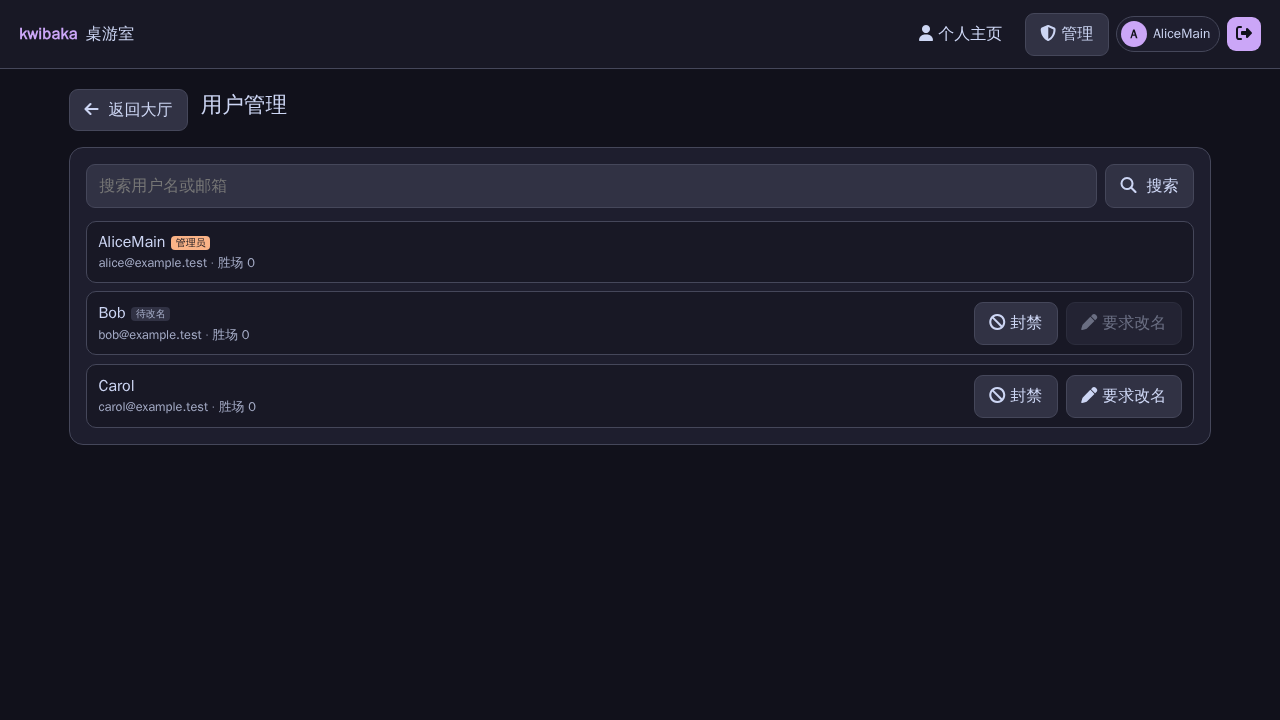 kwibaka 桌游室 个人主页 管理 A AliceMain
返回大厅 用户管理
搜索用户名或邮箱 搜索
AliceMain 管理员
alice@example.test · 胜场 0
Bob 待改名
bob@example.test · 胜场 0
封禁 要求改名
Carol
carol@example.test · 胜场 0
封禁 要求改名